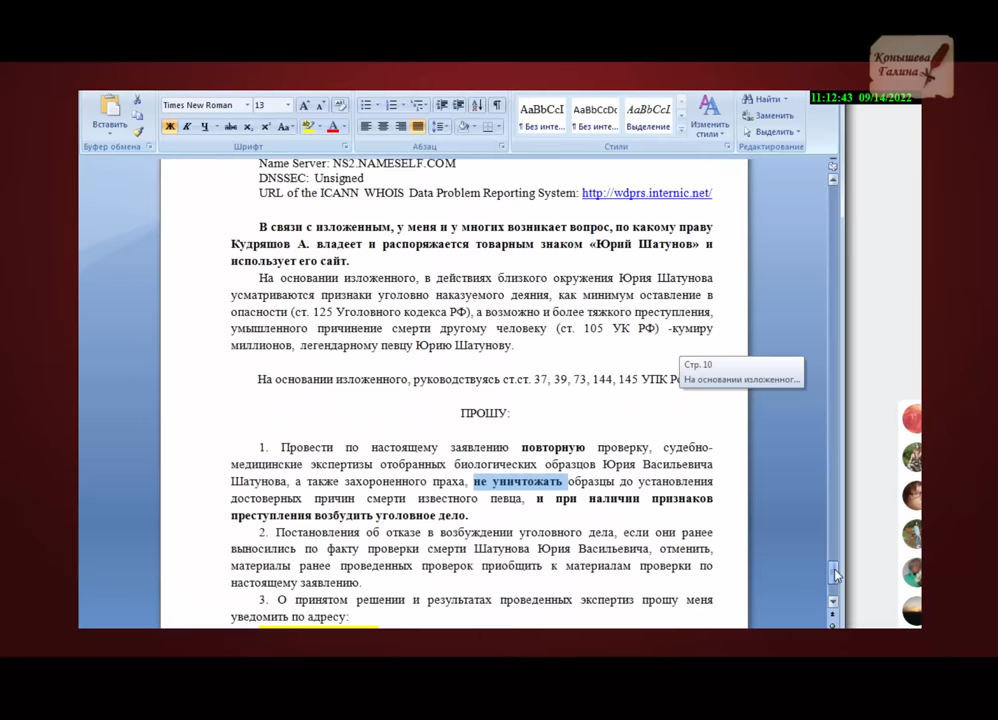 Конышева
Галина
11:12:43 09/14/2022
Вставить
Буфер обмена
Times New Roman 13
Ж К Ч abc x₂ x² Aa A
Шрифт
Абзац
AaBbCcI AaBbCcDc AaBbCcI
¶ Без инте... ¶ Без инте... Выделение
Стили
Изменить
стили
Найти
Заменить
Выделить
Редактирование
Name Server: NS2.NAMESELF.COM
DNSSEC: Unsigned
URL of the ICANN WHOIS Data Problem Reporting System: http://wdprs.internic.net/
В связи с изложенным, у меня и у многих возникает вопрос, по какому праву
Кудряшов А. владеет и распоряжается товарным знаком «Юрий Шатунов» и
использует его сайт.
На основании изложенного, в действиях близкого окружения Юрия Шатунова
усматриваются признаки уголовно наказуемого деяния, как минимум оставление в
опасности (ст. 125 Уголовного кодекса РФ), а возможно и более тяжкого преступления,
умышленного причинение смерти другому человеку (ст. 105 УК РФ) -кумиру
миллионов, легендарному певцу Юрию Шатунову.
Стр. 10
На основании изложенног...
На основании изложенного, руководствуясь ст.ст. 37, 39, 73, 144, 145 УПК
ПРОШУ:
1. Провести по настоящему заявлению повторную проверку, судебно-
медицинские экспертизы отобранных биологических образцов Юрия Васильевича
Шатунова, а также захороненного праха, не уничтожать образцы до установления
достоверных причин смерти известного певца, и при наличии признаков
преступления возбудить уголовное дело.
2. Постановления об отказе в возбуждении уголовного дела, если они ранее
выносились по факту проверки смерти Шатунова Юрия Васильевича, отменить,
материалы ранее проведенных проверок приобщить к материалам проверки по
настоящему заявлению.
3. О принятом решении и результатах проведенных экспертиз прошу меня
уведомить по адресу: